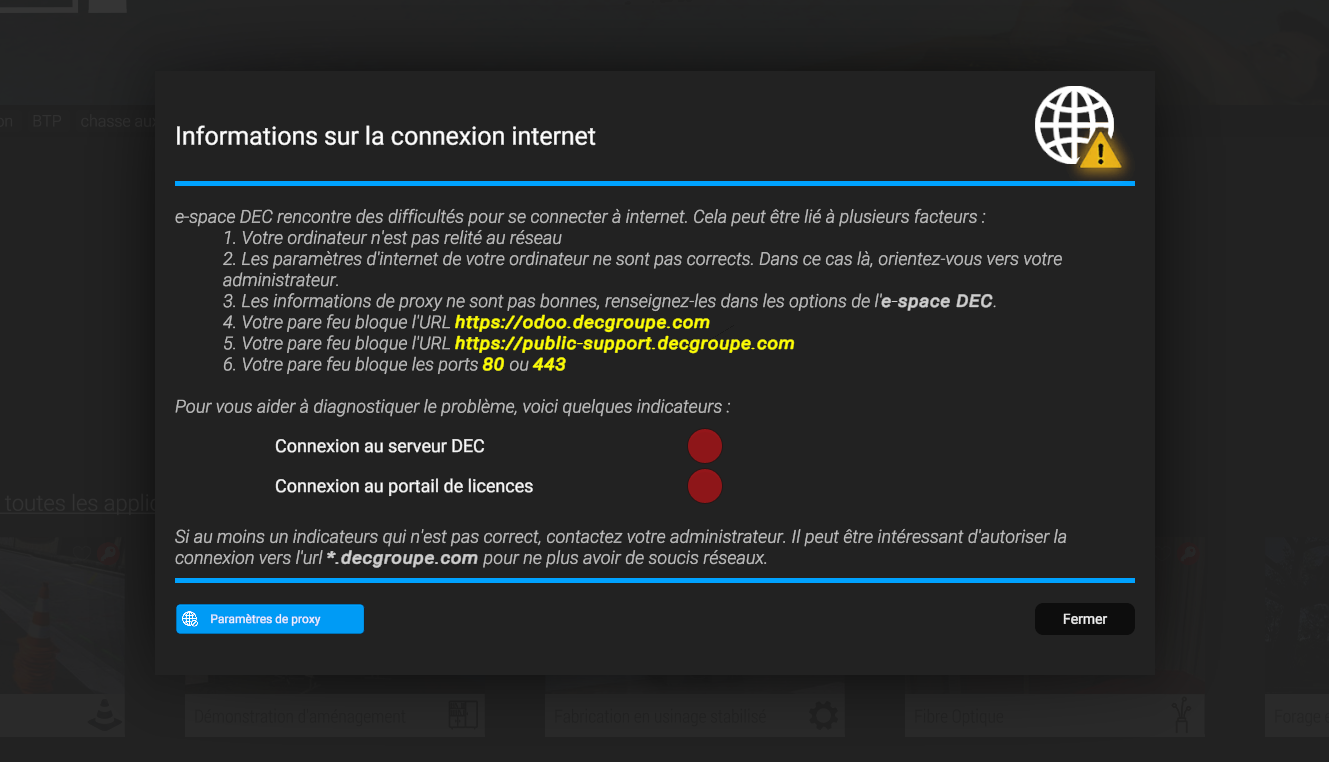 on BTP chasse aux
Informations sur la connexion internet
e-space DEC rencontre des difficultés pour se connecter à internet. Cela peut être lié à plusieurs facteurs :
1. Votre ordinateur n'est pas relité au réseau
2. Les paramètres d'internet de votre ordinateur ne sont pas corrects. Dans ce cas là, orientez-vous vers votre
administrateur.
3. Les informations de proxy ne sont pas bonnes, renseignez-les dans les options de l'e-space DEC.
4. Votre pare feu bloque l'URL https://odoo.decgroupe.com
5. Votre pare feu bloque l'URL https://public-support.decgroupe.com
6. Votre pare feu bloque les ports 80 ou 443
Pour vous aider à diagnostiquer le problème, voici quelques indicateurs :
Connexion au serveur DEC
Connexion au portail de licences
toutes les applic
Si au moins un indicateurs qui n'est pas correct, contactez votre administrateur. Il peut être intéressant d'autoriser la
connexion vers l'url *.decgroupe.com pour ne plus avoir de soucis réseaux.
Paramètres de proxy
Fermer
Démonstration d'aménagement
Fabrication en usinage stabilisé
Fibre Optique
Forage